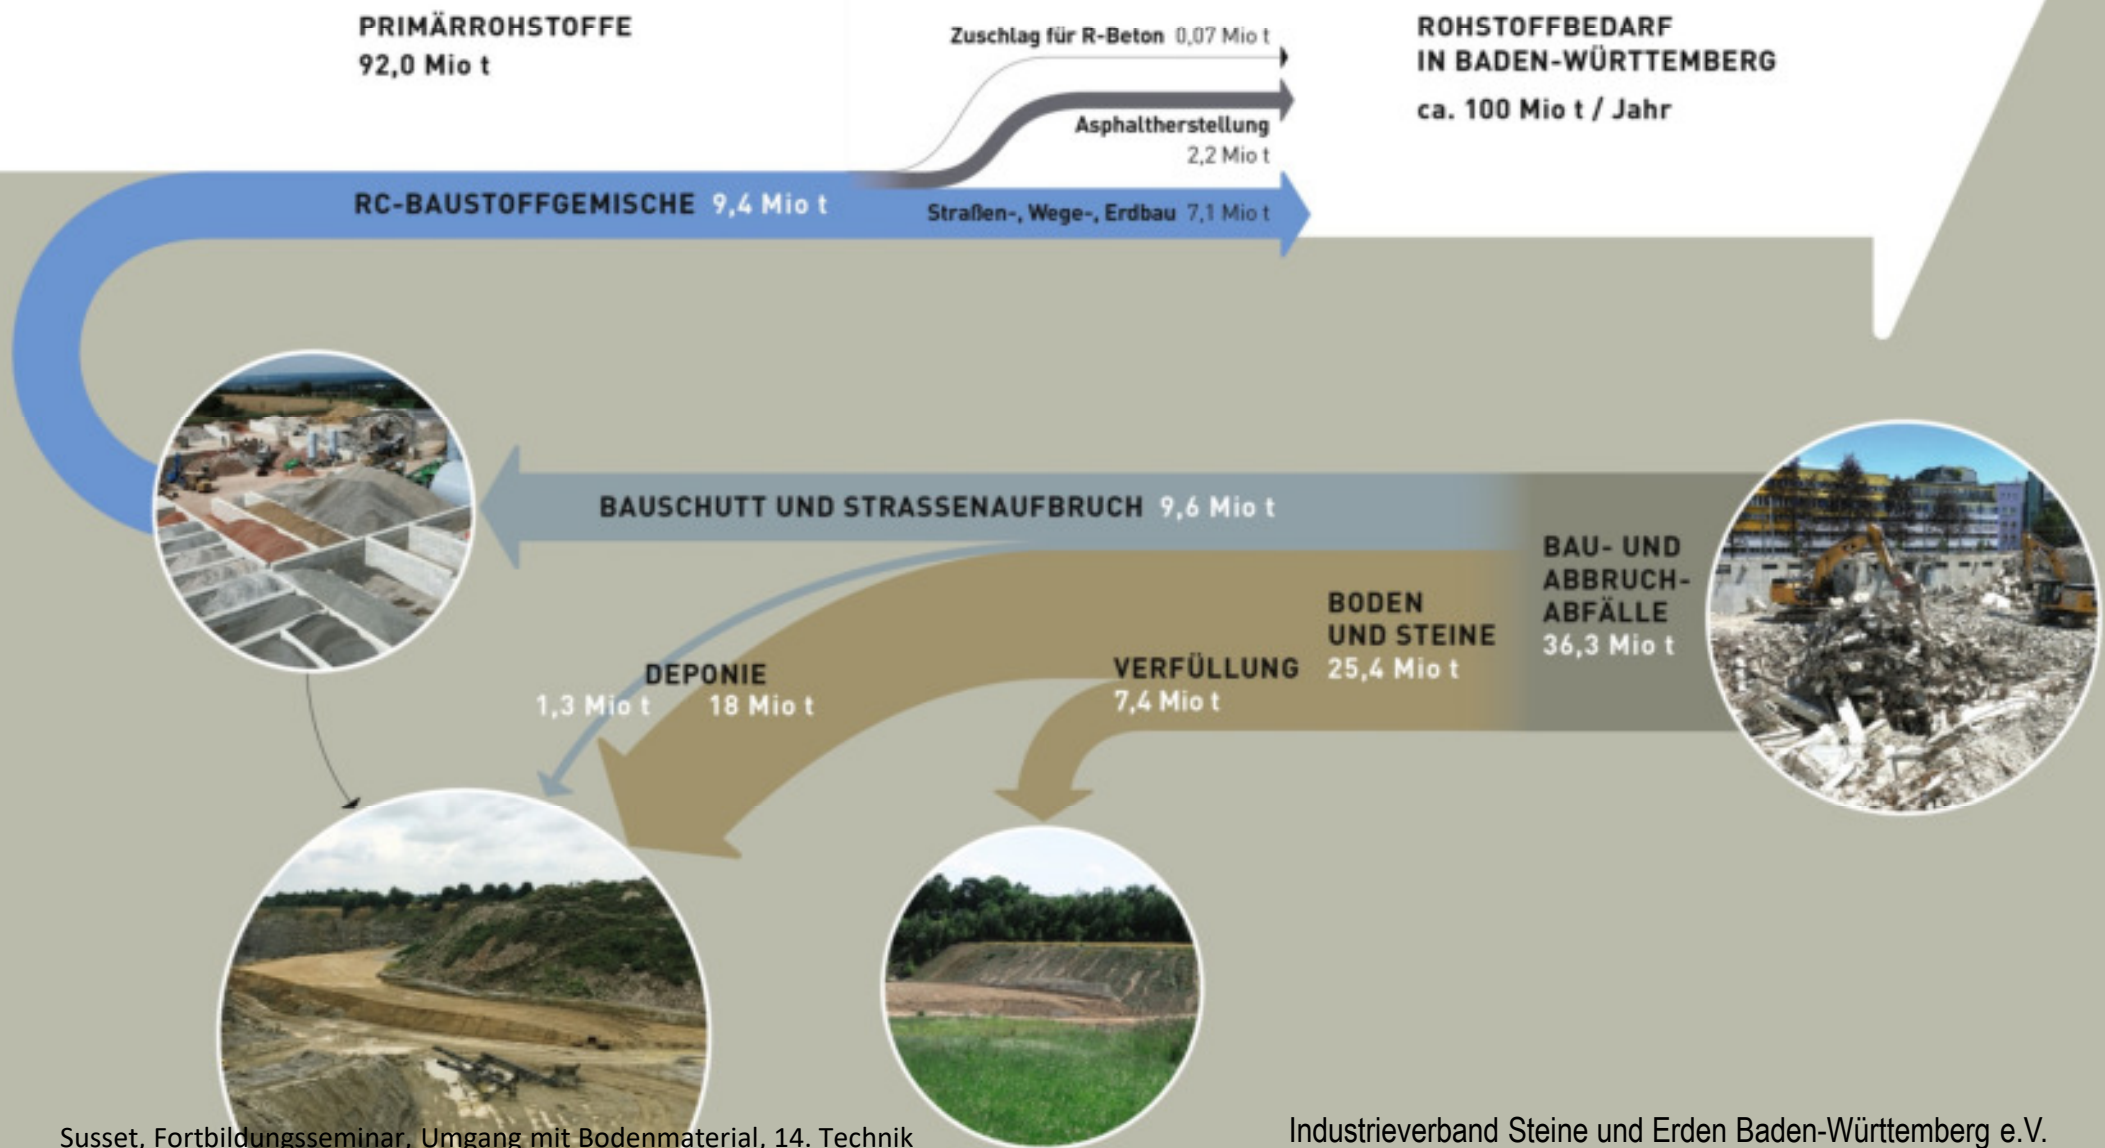 PRIMÄRROHSTOFFE
92,0 Mio t
Zuschlag für R-Beton 0,07 Mio t
Asphaltherstellung
2,2 Mio t
ROHSTOFFBEDARF
IN BADEN-WÜRTTEMBERG
ca. 100 Mio t / Jahr
RC-BAUSTOFFGEMISCHE 9,4 Mio t
Straßen-, Wege-, Erdbau 7,1 Mio t
BAUSCHUTT UND STRASSENAUFBRUCH 9,6 Mio t
BAU- UND
ABBRUCH-
ABFÄLLE
36,3 Mio t
BODEN
UND STEINE
25,4 Mio t
VERFÜLLUNG
7,4 Mio t
DEPONIE
1,3 Mio t 18 Mio t
Susset, Fortbildungsseminar, Umgang mit Bodenmaterial, 14. Technik
Industrieverband Steine und Erden Baden-Württemberg e.V.